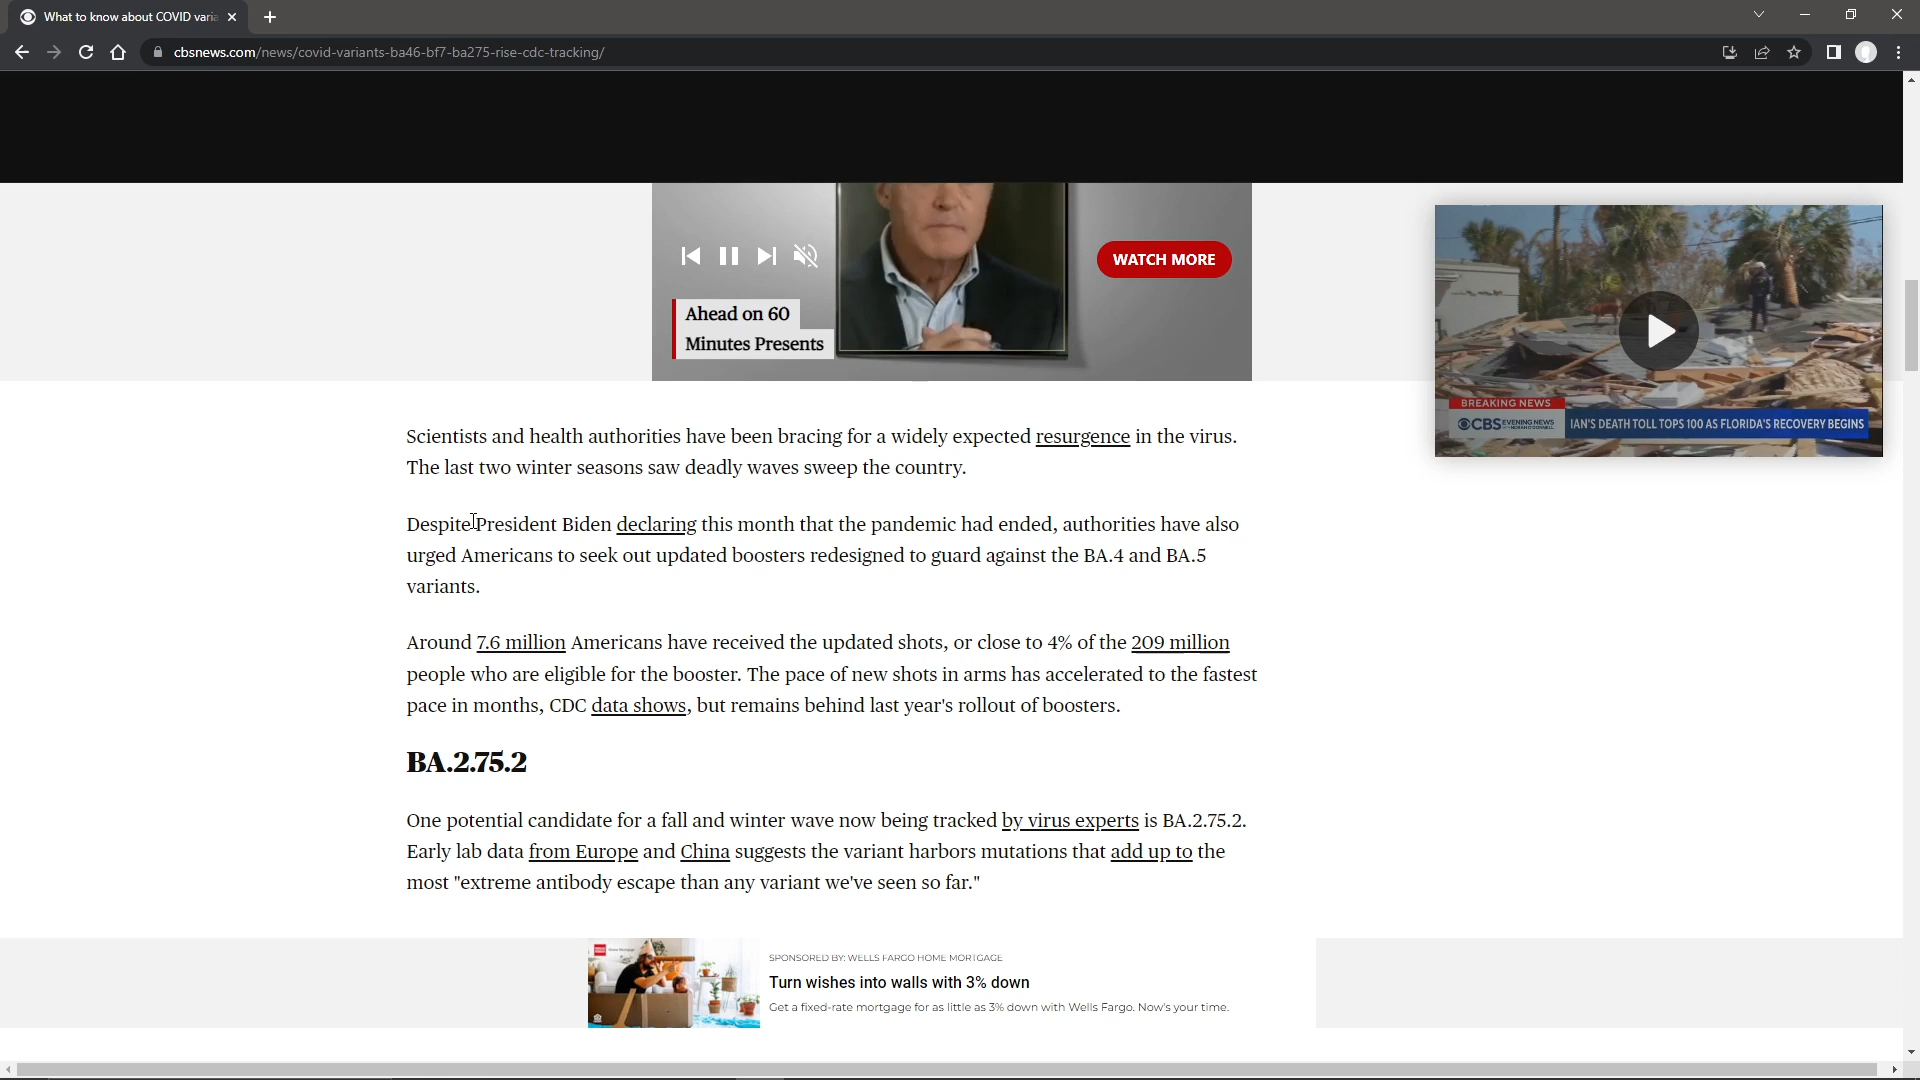 What to know about COVID varia
cbsnews.com/news/covid-variants-ba46-bf7-ba275-rise-cdc-tracking/
WATCH MORE
Ahead on 60
Minutes Presents
BREAKING NEWS
CBS EVENING NEWS
IAN'S DEATH TOLL TOPS 100 AS FLORIDA'S RECOVERY BEGINS
Scientists and health authorities have been bracing for a widely expected resurgence in the virus.
The last two winter seasons saw deadly waves sweep the country.
Despite President Biden declaring this month that the pandemic had ended, authorities have also
urged Americans to seek out updated boosters redesigned to guard against the BA.4 and BA.5
variants.
Around 7.6 million Americans have received the updated shots, or close to 4% of the 209 million
people who are eligible for the booster. The pace of new shots in arms has accelerated to the fastest
pace in months, CDC data shows, but remains behind last year's rollout of boosters.
BA.2.75.2
One potential candidate for a fall and winter wave now being tracked by virus experts is BA.2.75.2.
Early lab data from Europe and China suggests the variant harbors mutations that add up to the
most "extreme antibody escape than any variant we've seen so far."
SPONSORED BY: WELLS FARGO HOME MORTGAGE
Turn wishes into walls with 3% down
Get a fixed-rate mortgage for as little as 3% down with Wells Fargo. Now's your time.